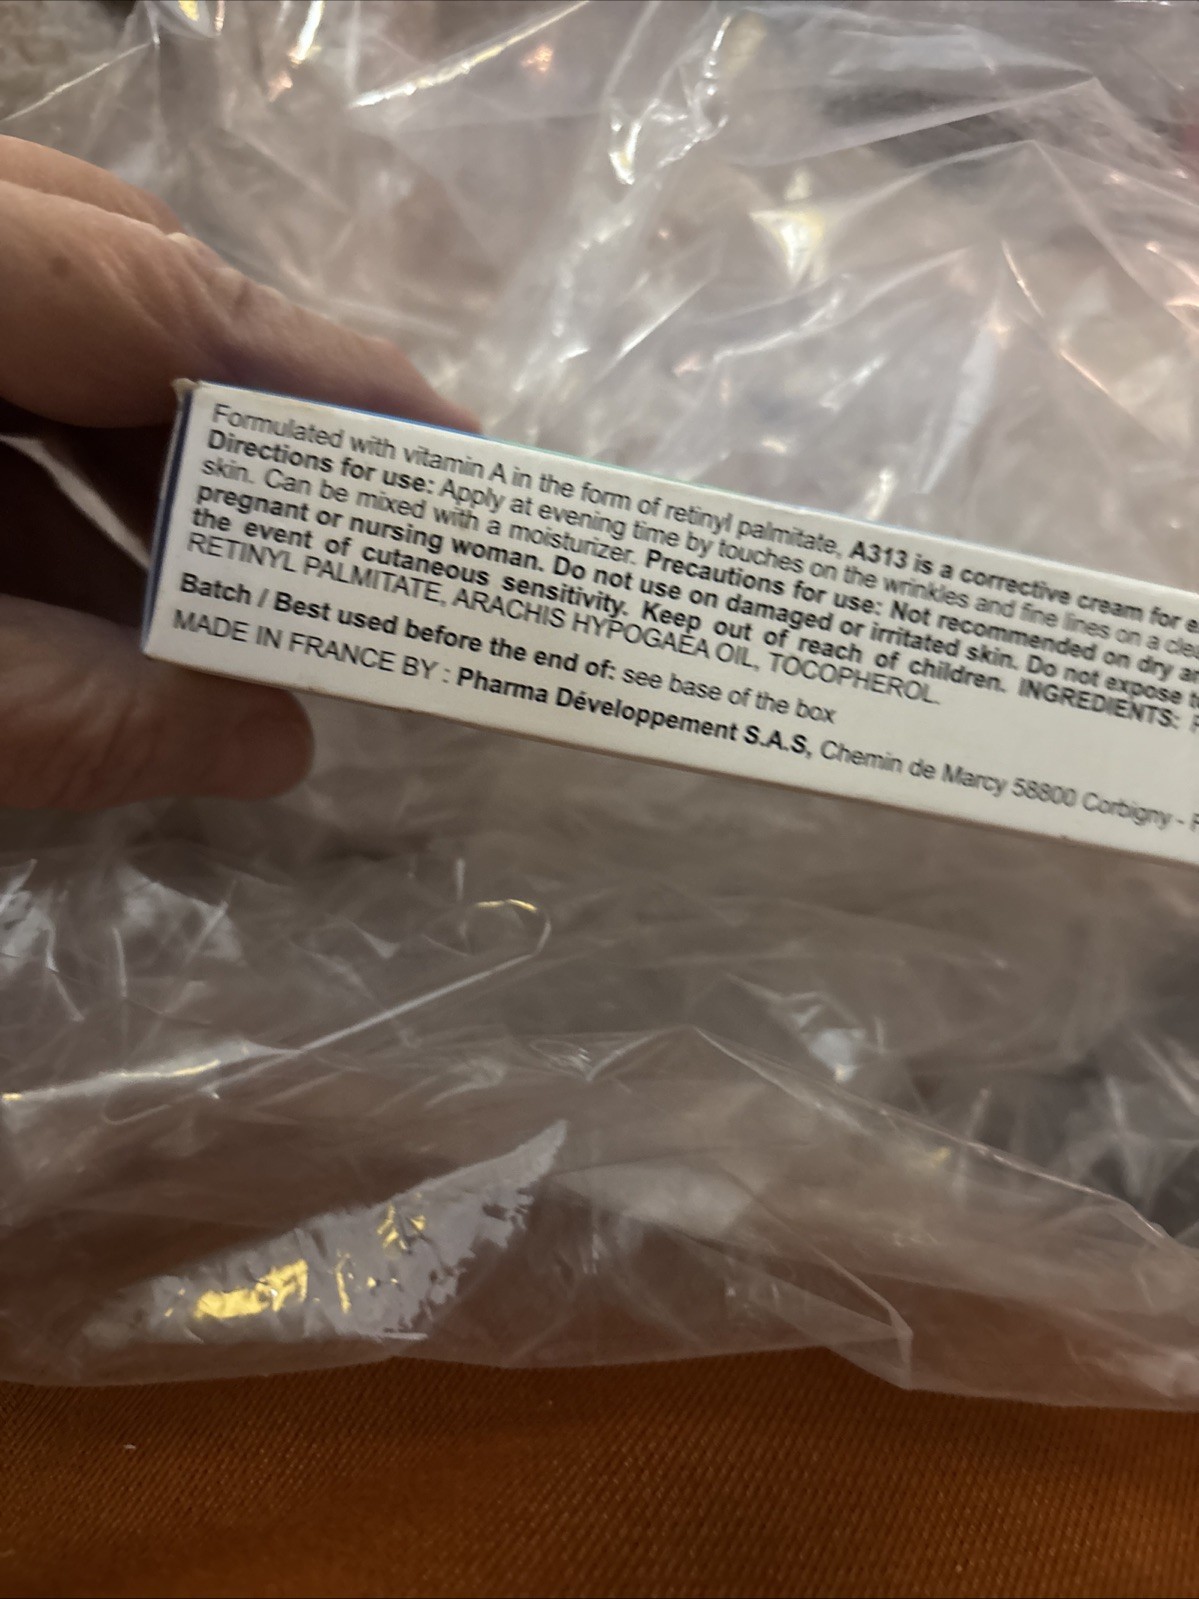 Formulated with vitamin A in the form of retinyl palmitate, A313 is a corrective cream for
Directions for use: Apply at evening time by touches on the wrinkles and fine lines on a
skin. Can be mixed with a moisturizer. Precautions for use: Not recommended on dry
pregnant or nursing woman. Do not use on damaged or irritated skin. Do not expose
the event of cutaneous sensitivity. Keep out of reach of children. INGREDIENTS:
RETINYL PALMITATE, ARACHIS HYPOGAEA OIL, TOCOPHEROL.
Batch / Best used before the end of: see base of the box
MADE IN FRANCE BY : Pharma Développement S.A.S, Chemin de Marcy 58800 Corbigny -